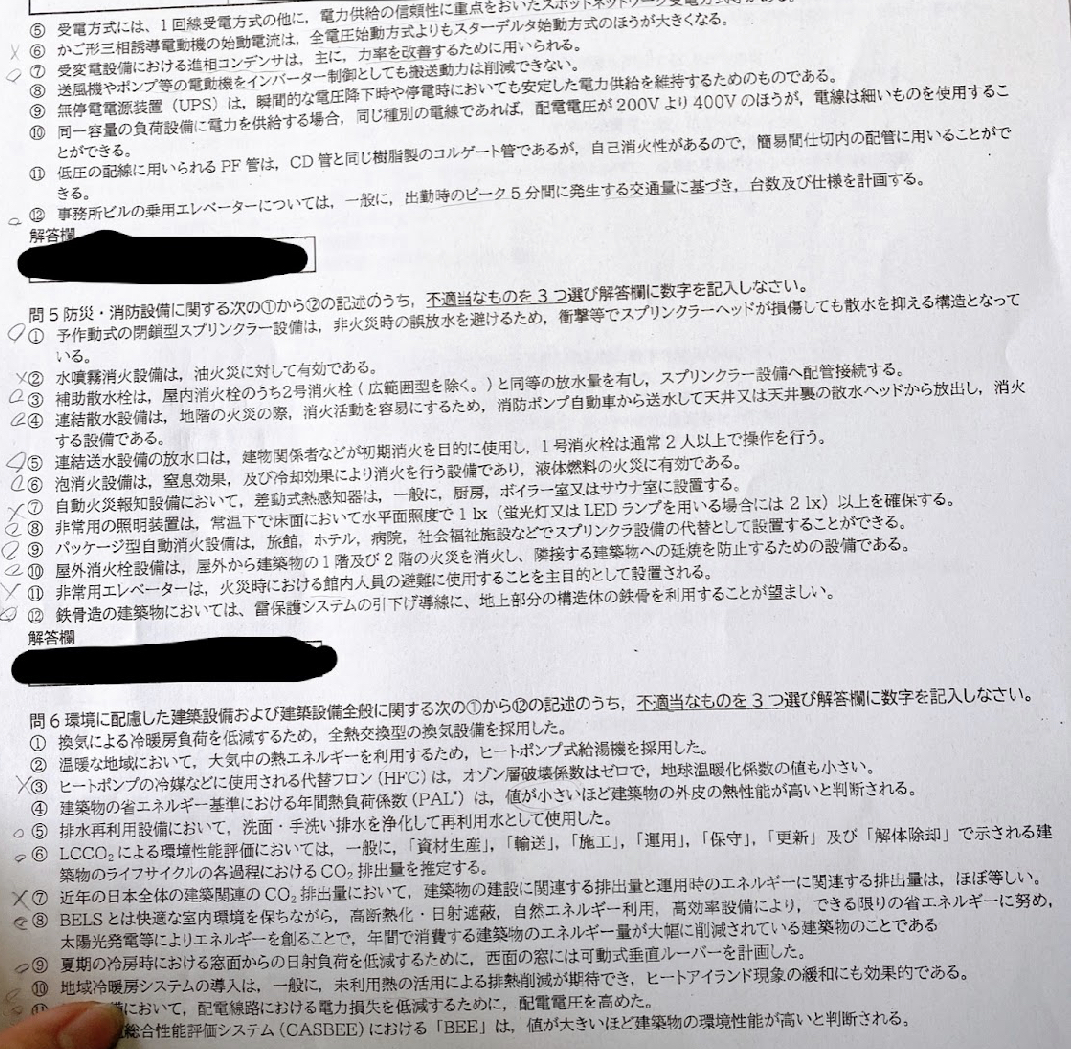 ⑤ 受電方式には，1回線受電方式の他に，電力供給の信頼性に重点をおいたスポットネットワーク受電方式
× ⑥ かご形三相誘導電動機の始動電流は，全電圧始動方式よりもスターデルタ始動方式のほうが大きくなる。
○ ⑦ 受変電設備における進相コンデンサは，主に，力率を改善するために用いられる。
⑧ 送風機やポンプ等の電動機をインバーター制御としても搬送動力は削減できない。
⑨ 無停電電源装置（UPS）は，瞬間的な電圧降下時や停電時においても安定した電力供給を維持するためのものである。
⑩ 同一容量の負荷設備に電力を供給する場合，同じ種別の電線であれば，配電電圧が200Vより400Vのほうが，電線は細いものを使用するこ
とができる。
⑪ 低圧の配線に用いられるPF管は，CD管と同じ樹脂製のコルゲート管であるが，自己消火性があるので，簡易間仕切内の配管に用いることがで
きる。
○ ⑫ 事務所ビルの乗用エレベーターについては，一般に，出勤時のピーク5分間に発生する交通量に基づき，台数及び仕様を計画する。
解答欄
問5 防災・消防設備に関する次の①から⑫の記述のうち，不適当なものを3つ選び解答欄に数字を記入しなさい。
○ ① 予作動式の閉鎖型スプリンクラー設備は，非火災時の誤放水を避けるため，衝撃等でスプリンクラーヘッドが損傷しても散水を抑える構造となって
いる。
× ② 水噴霧消火設備は，油火災に対して有効である。
○ ③ 補助散水栓は，屋内消火栓のうち2号消火栓（広範囲型を除く。）と同等の放水量を有し，スプリンクラー設備へ配管接続する。
○ ④ 連結散水設備は，地階の火災の際，消火活動を容易にするため，消防ポンプ自動車から送水して天井又は天井裏の散水ヘッドから放出し，消火
する設備である。
○ ⑤ 連結送水設備の放水口は，建物関係者などが初期消火を目的に使用し，1号消火栓は通常2人以上で操作を行う。
○ ⑥ 泡消火設備は，窒息効果，及び冷却効果により消火を行う設備であり，液体燃料の火災に有効である。
× ⑦ 自動火災報知設備において，差動式熱感知器は，一般に，厨房，ボイラー室又はサウナ室に設置する。
○ ⑧ 非常用の照明装置は，常温下で床面において水平面照度で1 lx（蛍光灯又はLEDランプを用いる場合には2 lx）以上を確保する。
○ ⑨ パッケージ型自動消火設備は，旅館，ホテル，病院，社会福祉施設などでスプリンクラ設備の代替として設置することができる。
○ ⑩ 屋外消火栓設備は，屋外から建築物の1階及び2階の火災を消火し，隣接する建築物への延焼を防止するための設備である。
× ⑪ 非常用エレベーターは，火災時における館内人員の避難に使用することを主目的として設置される。
○ ⑫ 鉄骨造の建築物においては、雷保護システムの引下げ導線に、地上部分の構造体の鉄骨を利用することが望ましい。
解答欄
問6 環境に配慮した建築設備および建築設備全般に関する次の①から⑫の記述のうち，不適当なものを3つ選び解答欄に数字を記入しなさい。
① 換気による冷暖房負荷を低減するため，全熱交換型の換気設備を採用した。
② 温暖な地域において，大気中の熱エネルギーを利用するため，ヒートポンプ式給湯機を採用した。
× ③ ヒートポンプの冷媒などに使用される代替フロン（HFC）は，オゾン層破壊係数はゼロで，地球温暖化係数の値も小さい。
④ 建築物の省エネルギー基準における年間熱負荷係数（PAL*）は，値が小さいほど建築物の外皮の熱性能が高いと判断される。
○ ⑤ 排水再利用設備において，洗面・手洗い排水を浄化して再利用水として使用した。
○ ⑥ LCCO₂による環境性能評価においては，一般に，「資材生産」，「輸送」，「施工」，「運用」，「保守」，「更新」及び「解体除却」で示される建
築物のライフサイクルの各過程におけるCO₂排出量を推定する。
× ⑦ 近年の日本全体の建築関連のCO₂排出量において，建築物の建設に関連する排出量と運用時のエネルギーに関連する排出量は，ほぼ等しい。
○ ⑧ BELSとは快適な室内環境を保ちながら，高断熱化・日射遮蔽，自然エネルギー利用，高効率設備により，できる限りの省エネルギーに努め，
太陽光発電等によりエネルギーを創ることで，年間で消費する建築物のエネルギー量が大幅に削減されている建築物のことである
○ ⑨ 夏期の冷房時における窓面からの日射負荷を低減するために，西面の窓には可動式垂直ルーバーを計画した。
○ ⑩ 地域冷暖房システムの導入は，一般に，未利用熱の活用による排熱削減が期待でき，ヒートアイランド現象の緩和にも効果的である。
⑪ において，配電線路における電力損失を低減するために，配電電圧を高めた。
総合性能評価システム（CASBEE）における「BEE」は，値が大きいほど建築物の環境性能が高いと判断される。